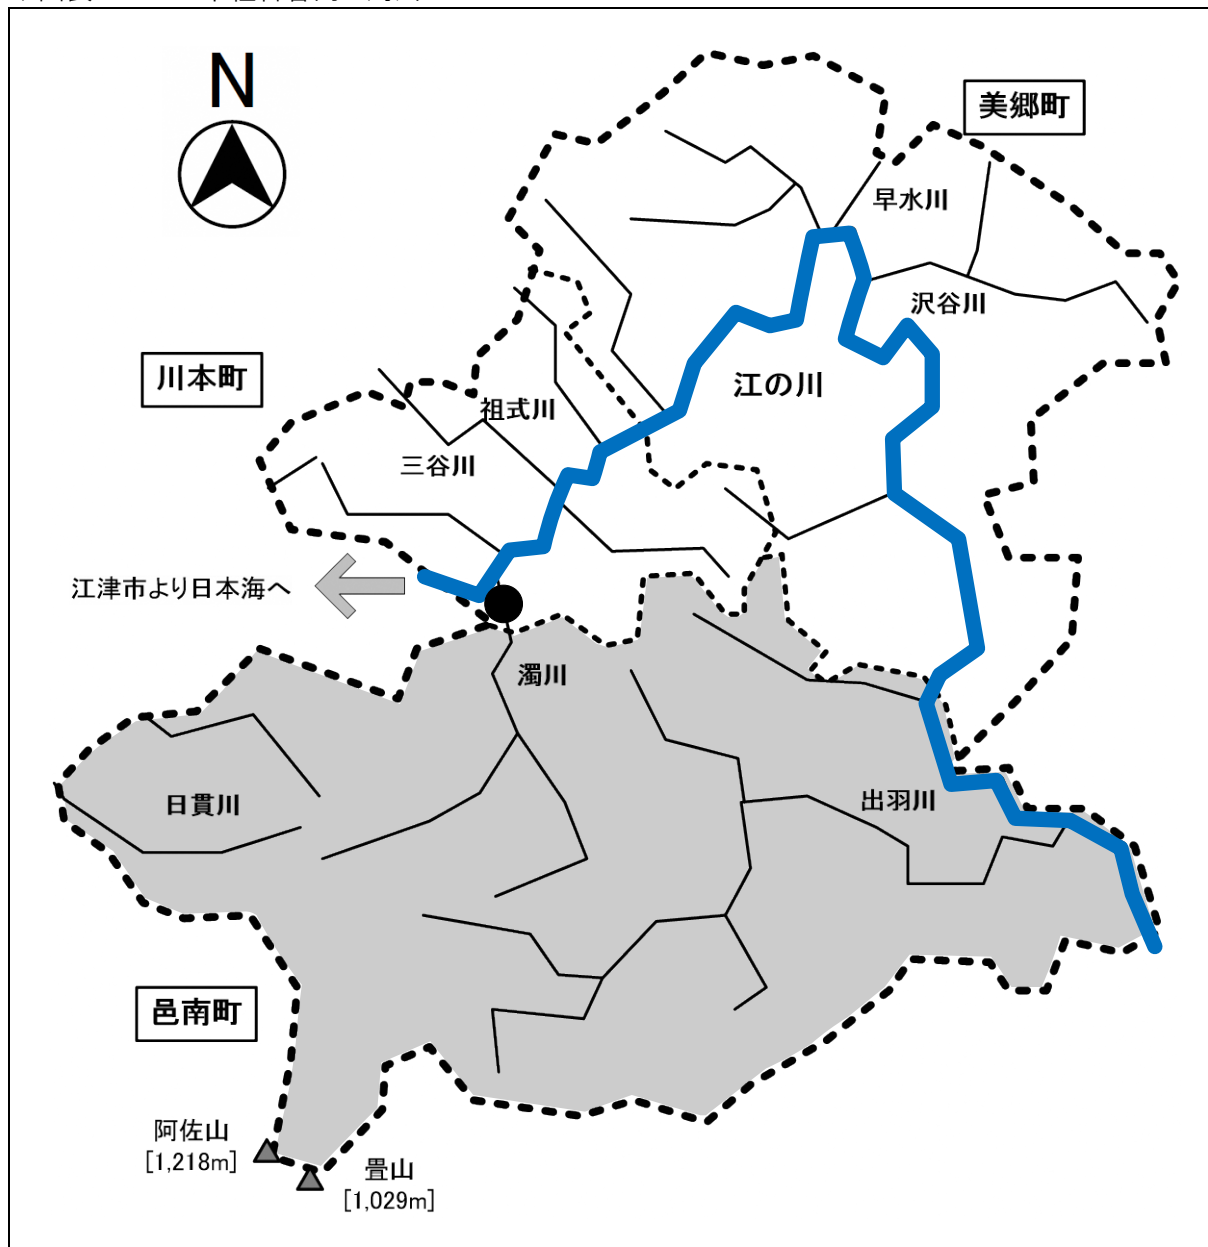 N
美郷町
早水川
沢谷川
川本町
江の川
祖式川
三谷川
江津市より日本海へ
濁川
日貫川
出羽川
邑南町
阿佐山
[1,218m]
畳山
[1,029m]